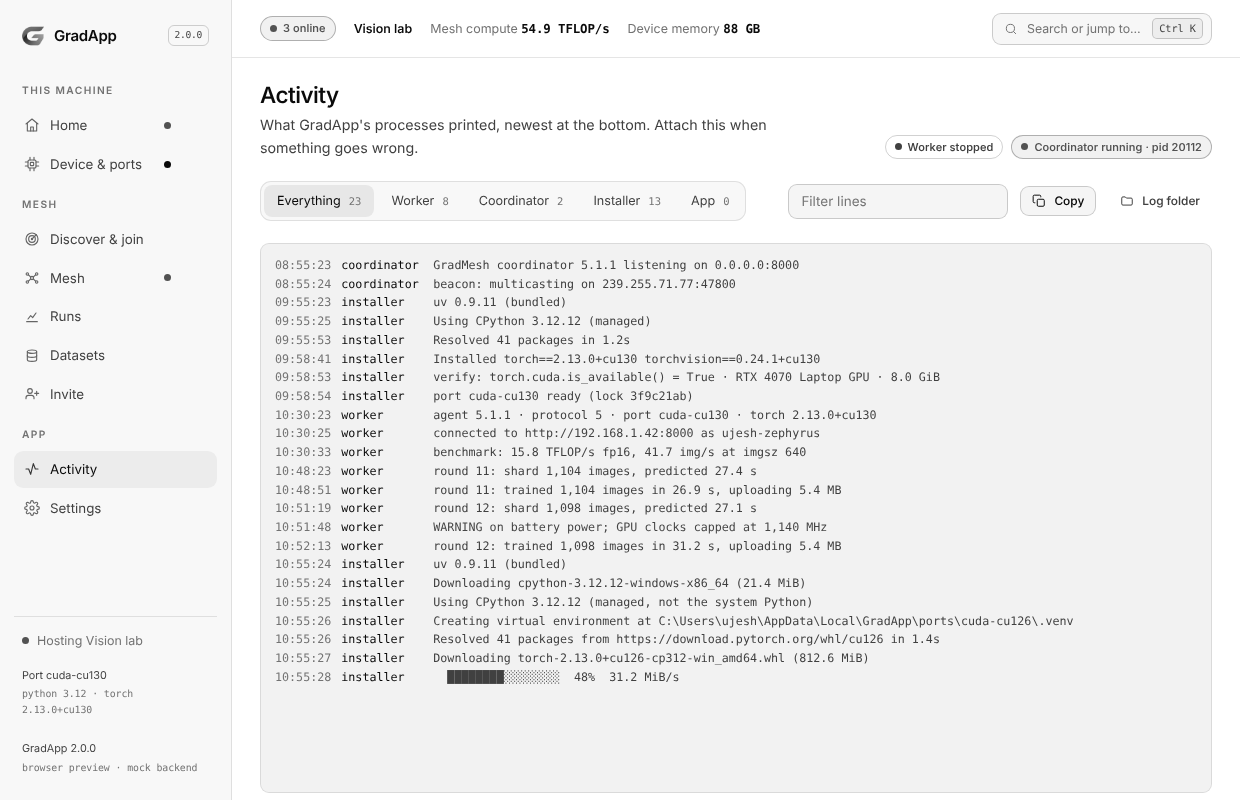 GradApp 2.0.0
THIS MACHINE
Home
Device & ports
MESH
Discover & join
Mesh
Runs
Datasets
Invite
APP
Activity
Settings
Hosting Vision lab
Port cuda-cu130
python 3.12 · torch
2.13.0+cu130
GradApp 2.0.0
browser preview · mock backend
3 online Vision lab Mesh compute 54.9 TFLOP/s Device memory 88 GB Search or jump to... Ctrl K
Activity
What GradApp's processes printed, newest at the bottom. Attach this when
something goes wrong.
Worker stopped Coordinator running · pid 20112
Everything 23 Worker 8 Coordinator 2 Installer 13 App 0 Filter lines Copy Log folder
08:55:23 coordinator GradMesh coordinator 5.1.1 listening on 0.0.0.0:8000
08:55:24 coordinator beacon: multicasting on 239.255.71.77:47800
09:55:23 installer uv 0.9.11 (bundled)
09:55:25 installer Using CPython 3.12.12 (managed)
09:55:53 installer Resolved 41 packages in 1.2s
09:58:41 installer Installed torch==2.13.0+cu130 torchvision==0.24.1+cu130
09:58:53 installer verify: torch.cuda.is_available() = True · RTX 4070 Laptop GPU · 8.0 GiB
09:58:54 installer port cuda-cu130 ready (lock 3f9c21ab)
10:30:23 worker agent 5.1.1 · protocol 5 · port cuda-cu130 · torch 2.13.0+cu130
10:30:25 worker connected to http://192.168.1.42:8000 as ujesh-zephyrus
10:30:33 worker benchmark: 15.8 TFLOP/s fp16, 41.7 img/s at imgsz 640
10:48:23 worker round 11: shard 1,104 images, predicted 27.4 s
10:48:51 worker round 11: trained 1,104 images in 26.9 s, uploading 5.4 MB
10:51:19 worker round 12: shard 1,098 images, predicted 27.1 s
10:51:48 worker WARNING on battery power; GPU clocks capped at 1,140 MHz
10:52:13 worker round 12: trained 1,098 images in 31.2 s, uploading 5.4 MB
10:55:24 installer uv 0.9.11 (bundled)
10:55:24 installer Downloading cpython-3.12.12-windows-x86_64 (21.4 MiB)
10:55:25 installer Using CPython 3.12.12 (managed, not the system Python)
10:55:26 installer Creating virtual environment at C:\Users\ujesh\AppData\Local\GradApp\ports\cuda-cu126\.venv
10:55:26 installer Resolved 41 packages from https://download.pytorch.org/whl/cu126 in 1.4s
10:55:27 installer Downloading torch-2.13.0+cu126-cp312-win_amd64.whl (812.6 MiB)
10:55:28 installer ████████░░░░░░░░ 48% 31.2 MiB/s